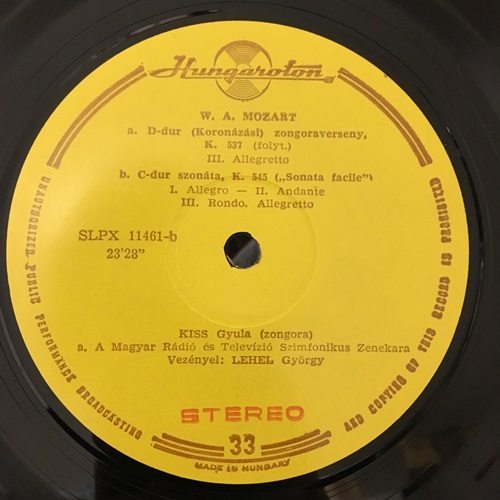 Hungaroton
W. A. MOZART
a. D-dur (Koronázási) zongoraverseny,
K. 537 (folyt.)
III. Allegretto
b. C-dur szonáta, K. 545 („Sonata facile")
I. Allegro — II. Andante
III. Rondo. Allegretto
SLPX 11461-b
23'28"
KISS Gyula (zongora)
a. A Magyar Rádió és Televízió Szimfonikus Zenekara
Vezényel: LEHEL György
STEREO
33
MADE IN HUNGARY
UNAUTHORIZED PUBLIC PERFORMANCE BROADCASTING AND COPYING OF THIS RECORD IS PROHIBITED